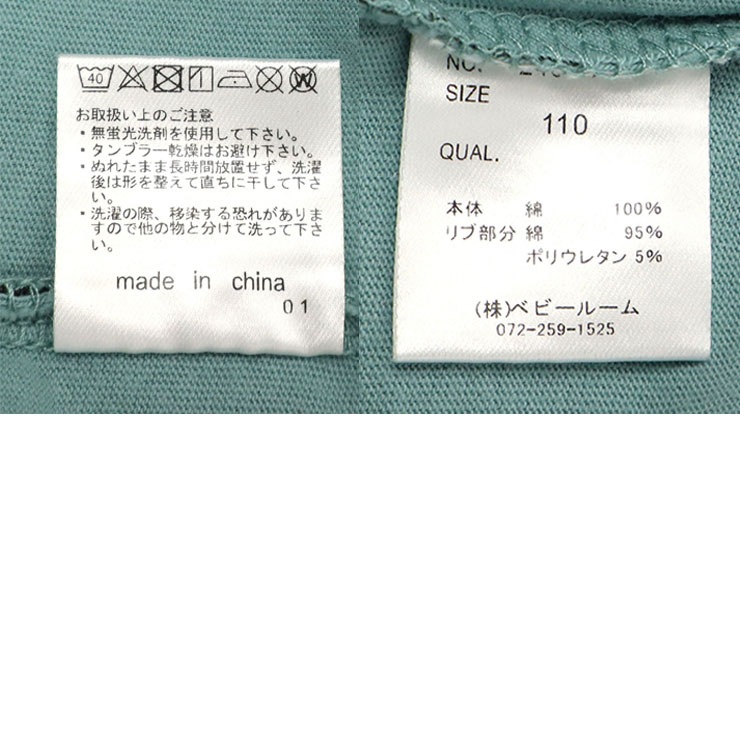 40 W
お取扱い上のご注意
・無蛍光洗剤を使用して下さい。
・タンブラー乾燥はお避け下さい。
・ぬれたまま長時間放置せず、洗濯
後は形を整えて直ちに干して下さ
い。
・洗濯の際、移染する恐れがありま
すので他の物と分けて洗って下さ
い。
made in china
01
NO.
SIZE
110
QUAL.
本体 綿 100%
リブ部分 綿 95%
ポリウレタン 5%
(株)ベビールーム
072-259-1525